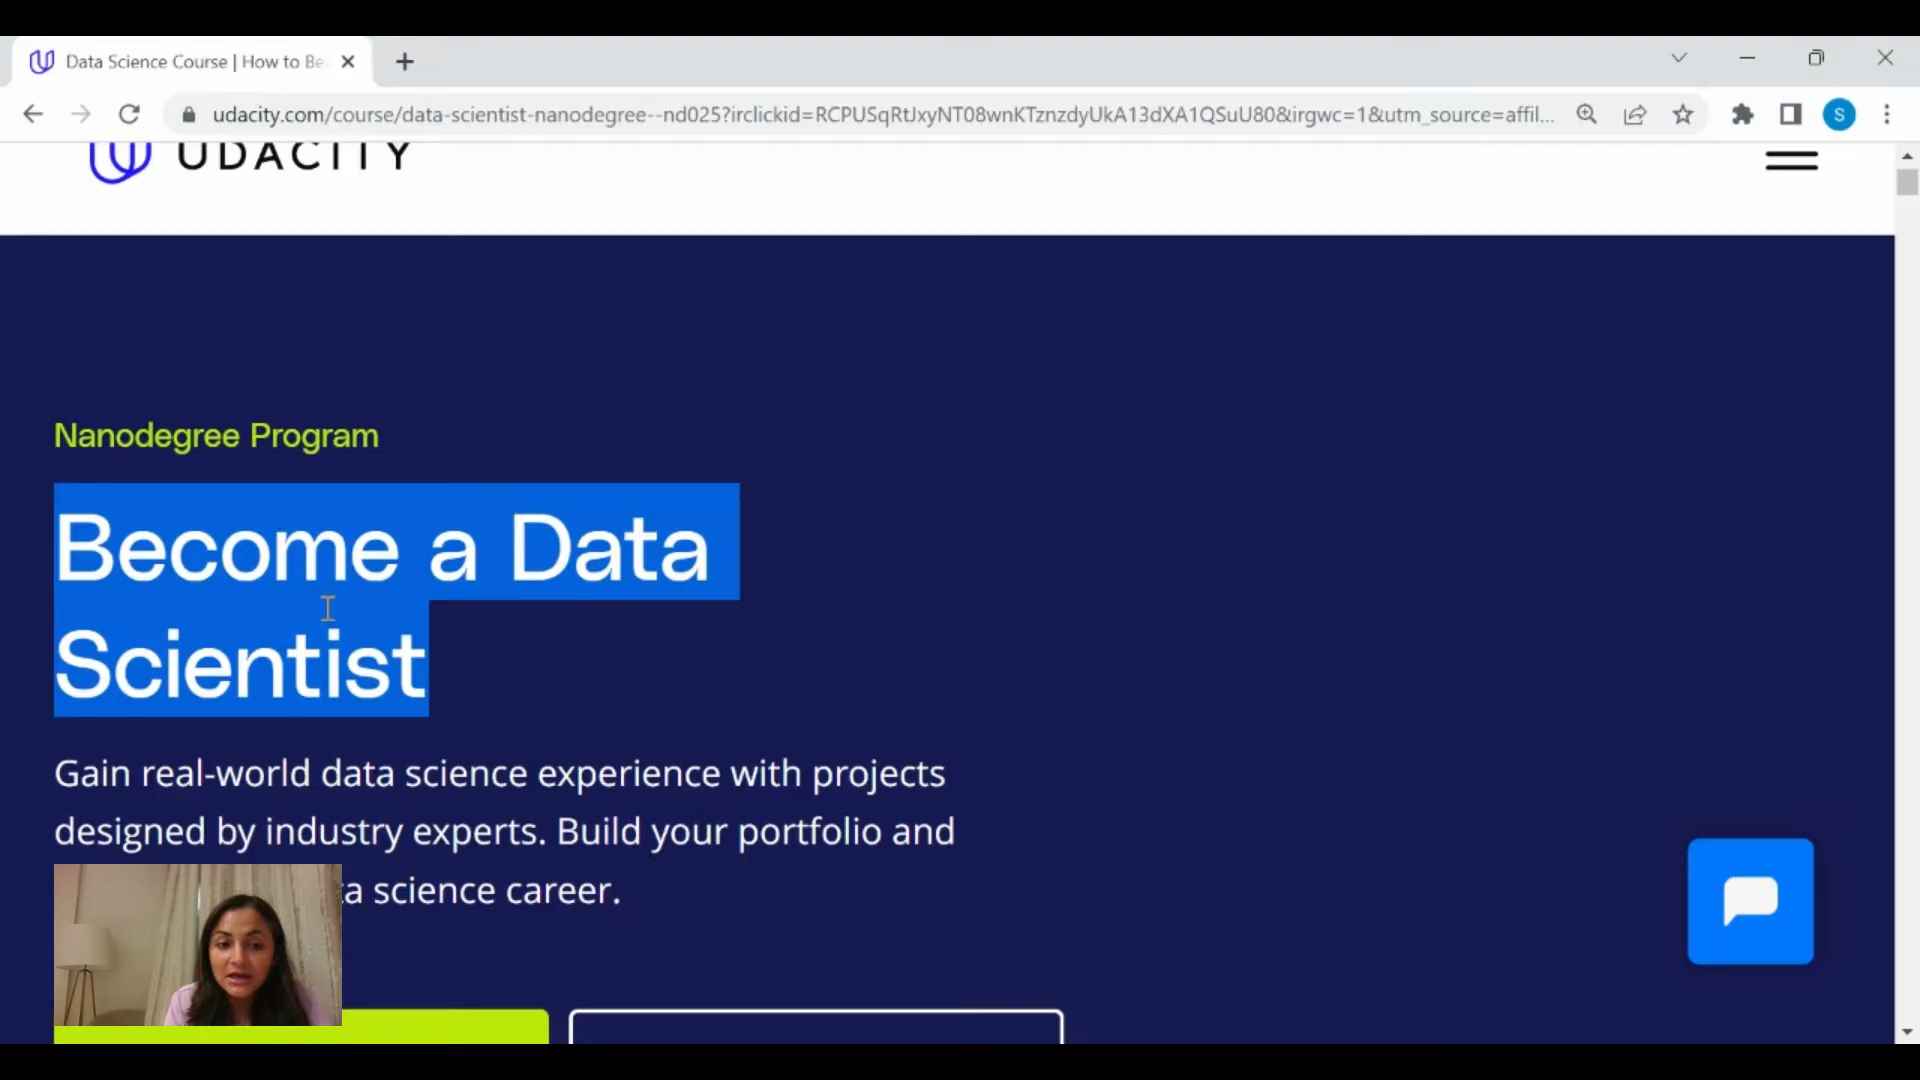 Data Science Course | How to Be
udacity.com/course/data-scientist-nanodegree--nd025?irclickid=RCPUSqRtJxyNT08wnKTznzdyUkA13dXA1QSuU80&irgwc=1&utm_source=affil...
S
UDACITY
Nanodegree Program
Become a Data
Scientist
Gain real-world data science experience with projects
designed by industry experts. Build your portfolio and
science career.